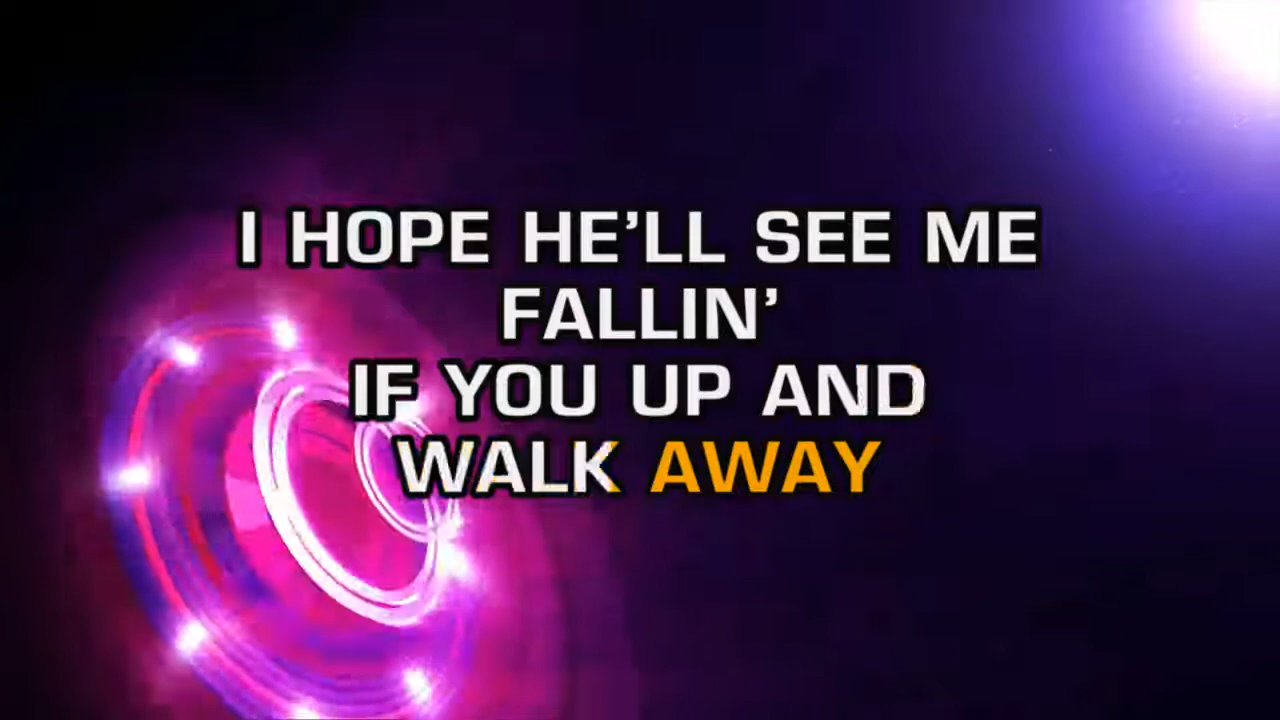 I HOPE HE’LL SEE ME
FALLIN’
IF YOU UP AND
WALK AWAY